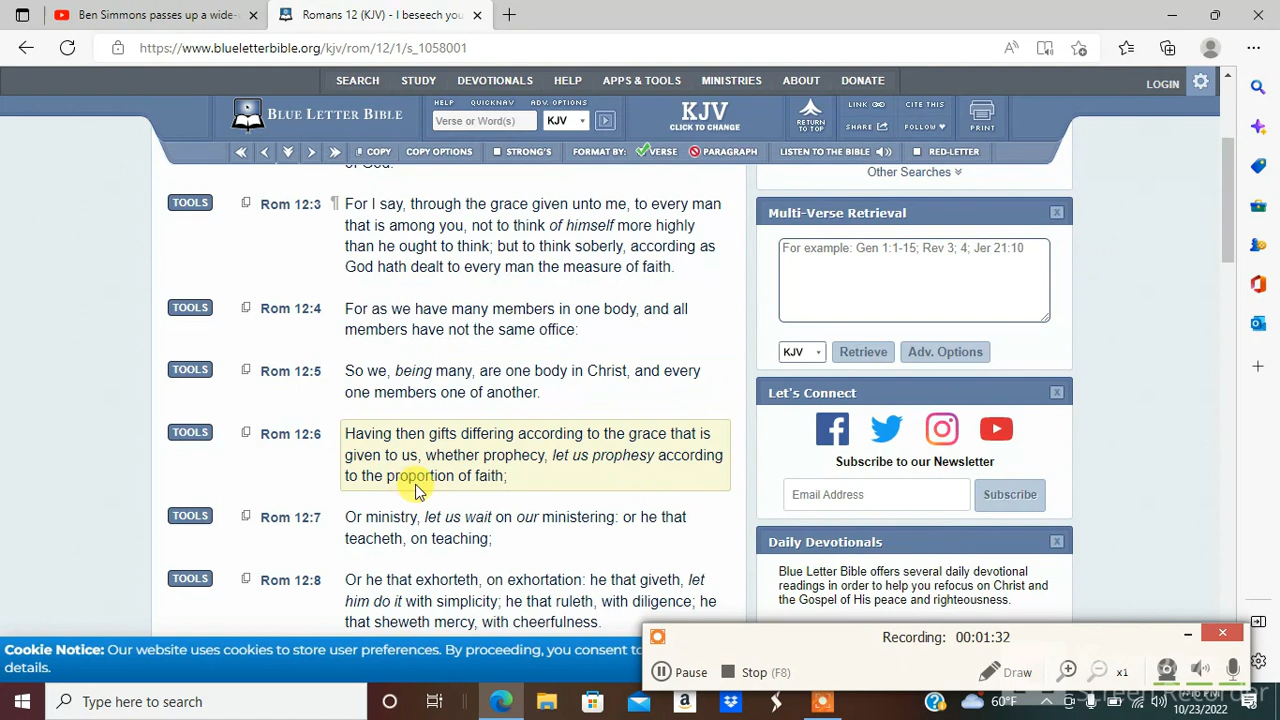 Ben Simmons passes up a wide-
Romans 12 (KJV) - I beseech you
https://www.blueletterbible.org/kjv/rom/12/1/s_1058001
SEARCH STUDY DEVOTIONALS HELP APPS & TOOLS MINISTRIES ABOUT DONATE
LOGIN
BLUE LETTER BIBLE
HELP QUICKNAV ADV. OPTIONS
Verse or Word(s) KJV
KJV
CLICK TO CHANGE
RETURN
TO TOP
LINK CITE THIS
SHARE FOLLOW
PRINT
COPY COPY OPTIONS STRONG'S FORMAT BY: VERSE PARAGRAPH LISTEN TO THE BIBLE RED-LETTER
of God.
TOOLS Rom 12:3 ¶ For I say, through the grace given unto me, to every man
that is among you, not to think of himself more highly
than he ought to think; but to think soberly, according as
God hath dealt to every man the measure of faith.
TOOLS Rom 12:4 For as we have many members in one body, and all
members have not the same office:
TOOLS Rom 12:5 So we, being many, are one body in Christ, and every
one members one of another.
TOOLS Rom 12:6 Having then gifts differing according to the grace that is
given to us, whether prophecy, let us prophesy according
to the proportion of faith;
TOOLS Rom 12:7 Or ministry, let us wait on our ministering: or he that
teacheth, on teaching;
TOOLS Rom 12:8 Or he that exhorteth, on exhortation: he that giveth, let
him do it with simplicity; he that ruleth, with diligence; he
that sheweth mercy, with cheerfulness.
Other Searches
Multi-Verse Retrieval
For example: Gen 1:1-15; Rev 3; 4; Jer 21:10
KJV Retrieve Adv. Options
Let's Connect
Subscribe to our Newsletter
Email Address Subscribe
Daily Devotionals
Blue Letter Bible offers several daily devotional
readings in order to help you refocus on Christ and
the Gospel of His peace and righteousness.
Cookie Notice: Our website uses cookies to store user preferences. By proceeding, you consent to
details.
Recording: 00:01:32
Pause Stop (F8) Draw x1
Screen Recorder
Type here to search
60°F
10/23/2022